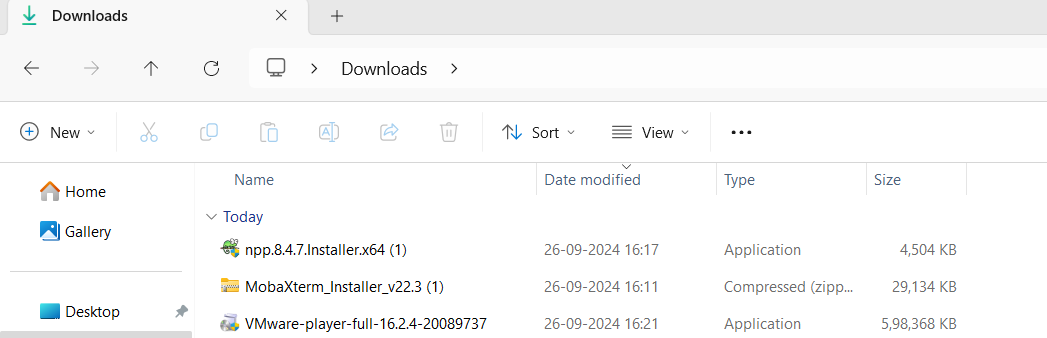 Downloads
Downloads
New Sort View
Name Date modified Type Size
Home
Today
Gallery
npp.8.4.7.Installer.x64 (1) 26-09-2024 16:17 Application 4,504 KB
MobaXterm_Installer_v22.3 (1) 26-09-2024 16:11 Compressed (zipp... 29,134 KB
Desktop
VMware-player-full-16.2.4-20089737 26-09-2024 16:21 Application 5,98,368 KB